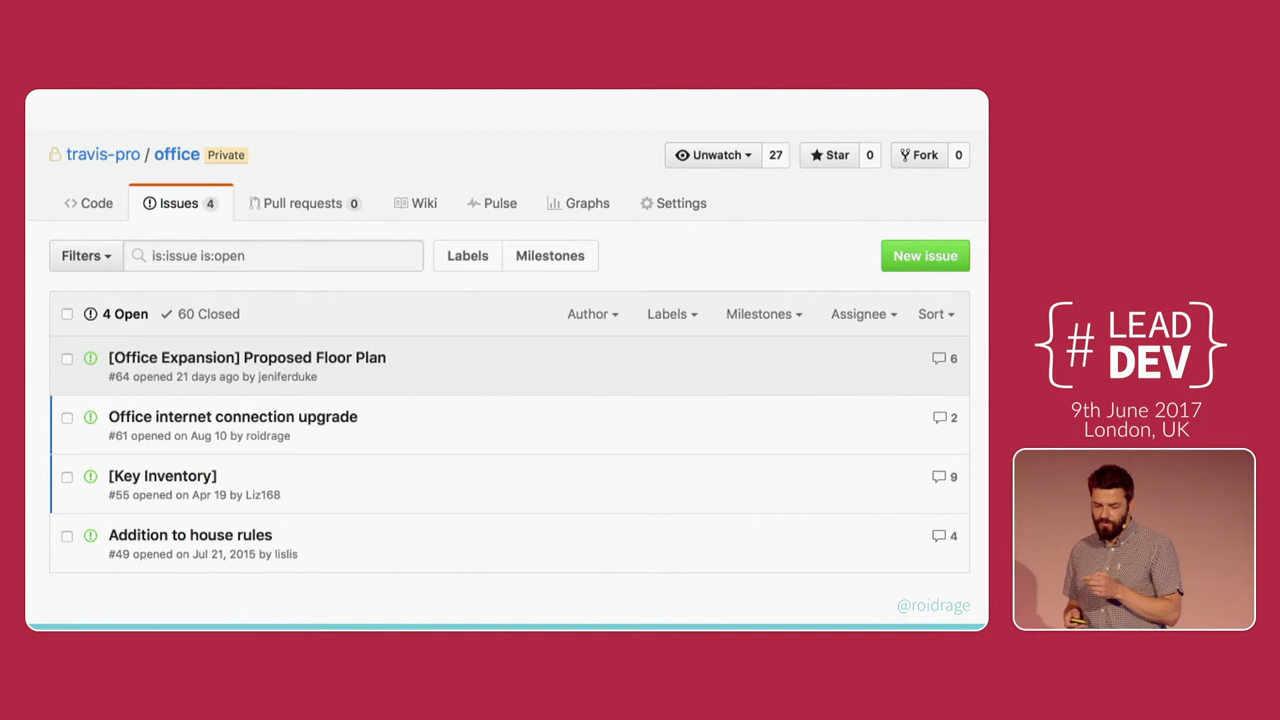 travis-pro / office Private
Unwatch 27 Star 0 Fork 0
Code Issues 4 Pull requests 0 Wiki Pulse Graphs Settings
Filters is:issue is:open Labels Milestones New issue
4 Open 60 Closed Author Labels Milestones Assignee Sort
[Office Expansion] Proposed Floor Plan 6
#64 opened 21 days ago by jeniferduke
Office internet connection upgrade 2
#61 opened on Aug 10 by roidrage
[Key Inventory] 9
#55 opened on Apr 19 by Liz168
Addition to house rules 4
#49 opened on Jul 21, 2015 by lislis
@roidrage
{# LEAD
DEV}
9th June 2017
London, UK